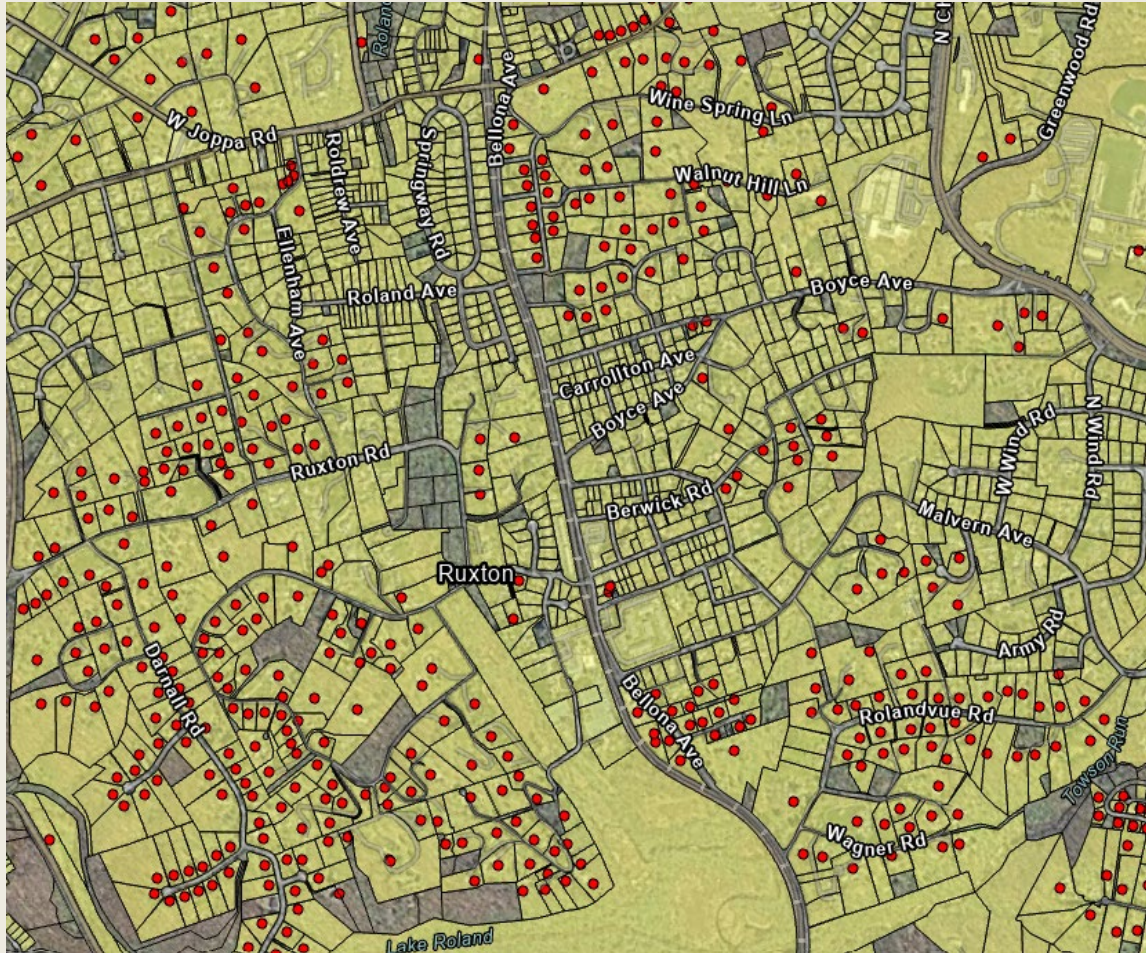 Roland
N Ch
Greenwood Rd
Bellona Ave
Wine Spring Ln
W Joppa Rd
Roldrew Ave
Springway Rd
Walnut Hill Ln
Ellenham Ave
Roland Ave
Boyce Ave
Carrollton Ave
Boyce Ave
N Wind Rd
W Wind Rd
Ruxton Rd
Berwick Rd
Malvern Ave
Ruxton
Army Rd
Darnall Rd
Bellona Ave
Rolandvue Rd
Towson Run
Wagner Rd
Lake Roland